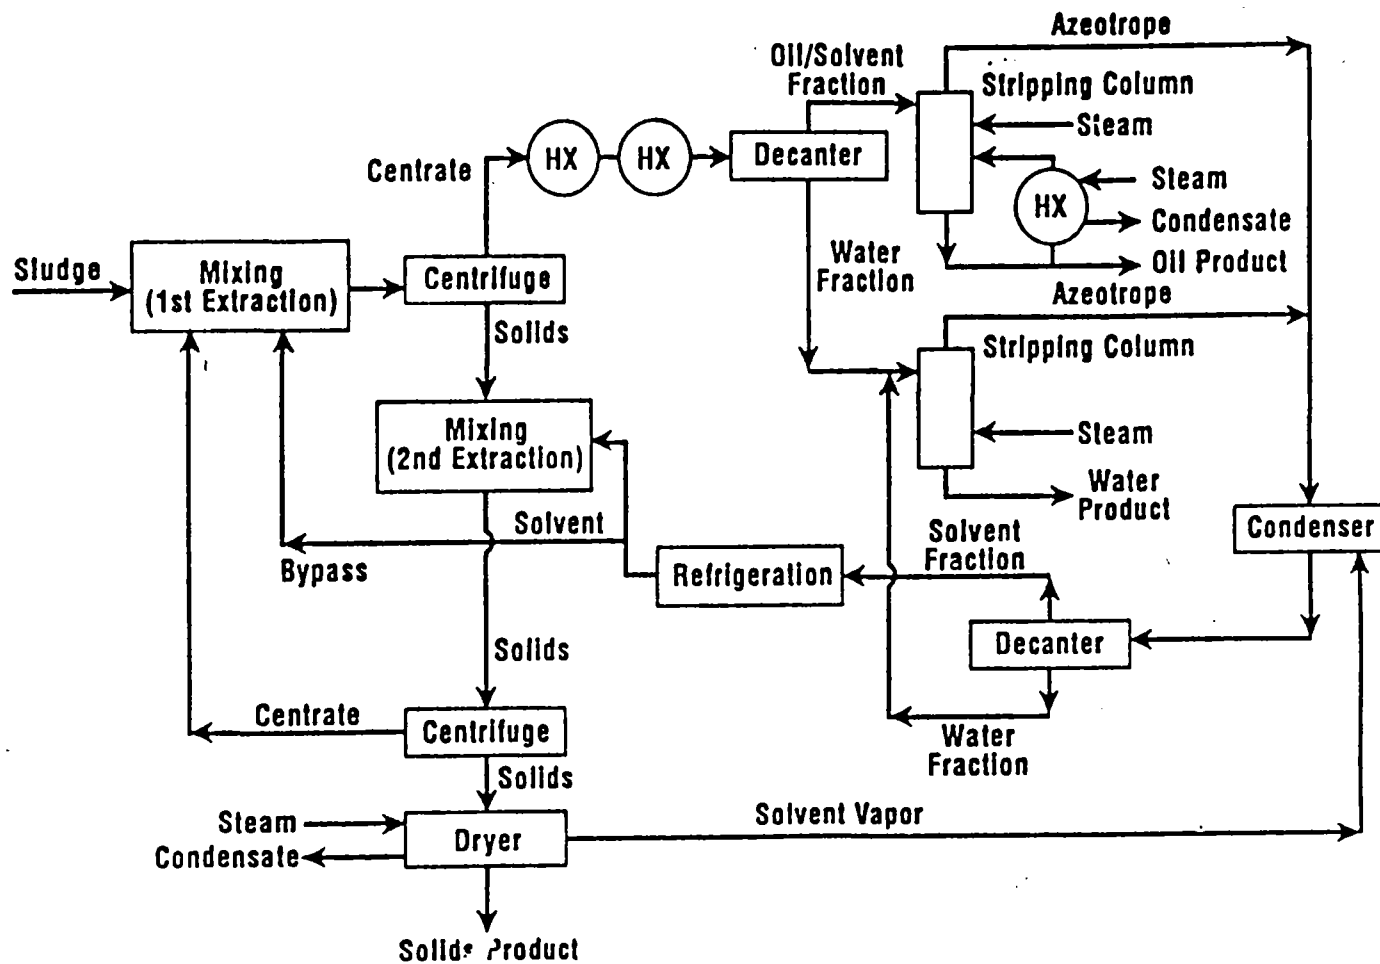 Azeotrope
Oil/Solvent
Fraction
Stripping Column
Steam
HX
HX
Decanter
Centrate
Steam
HX
Condensate
Oil Product
Water
Fraction
Sludge
Mixing
(1st Extraction)
Centrifuge
Azeotrope
Solids
Stripping Column
Mixing
(2nd Extraction)
Steam
Water
Product
Solvent
Solvent
Fraction
Condenser
Bypass
Refrigeration
Decanter
Solids
Centrate
Centrifuge
Water
Fraction
Solids
Solvent Vapor
Steam
Dryer
Condensate
Solids Product